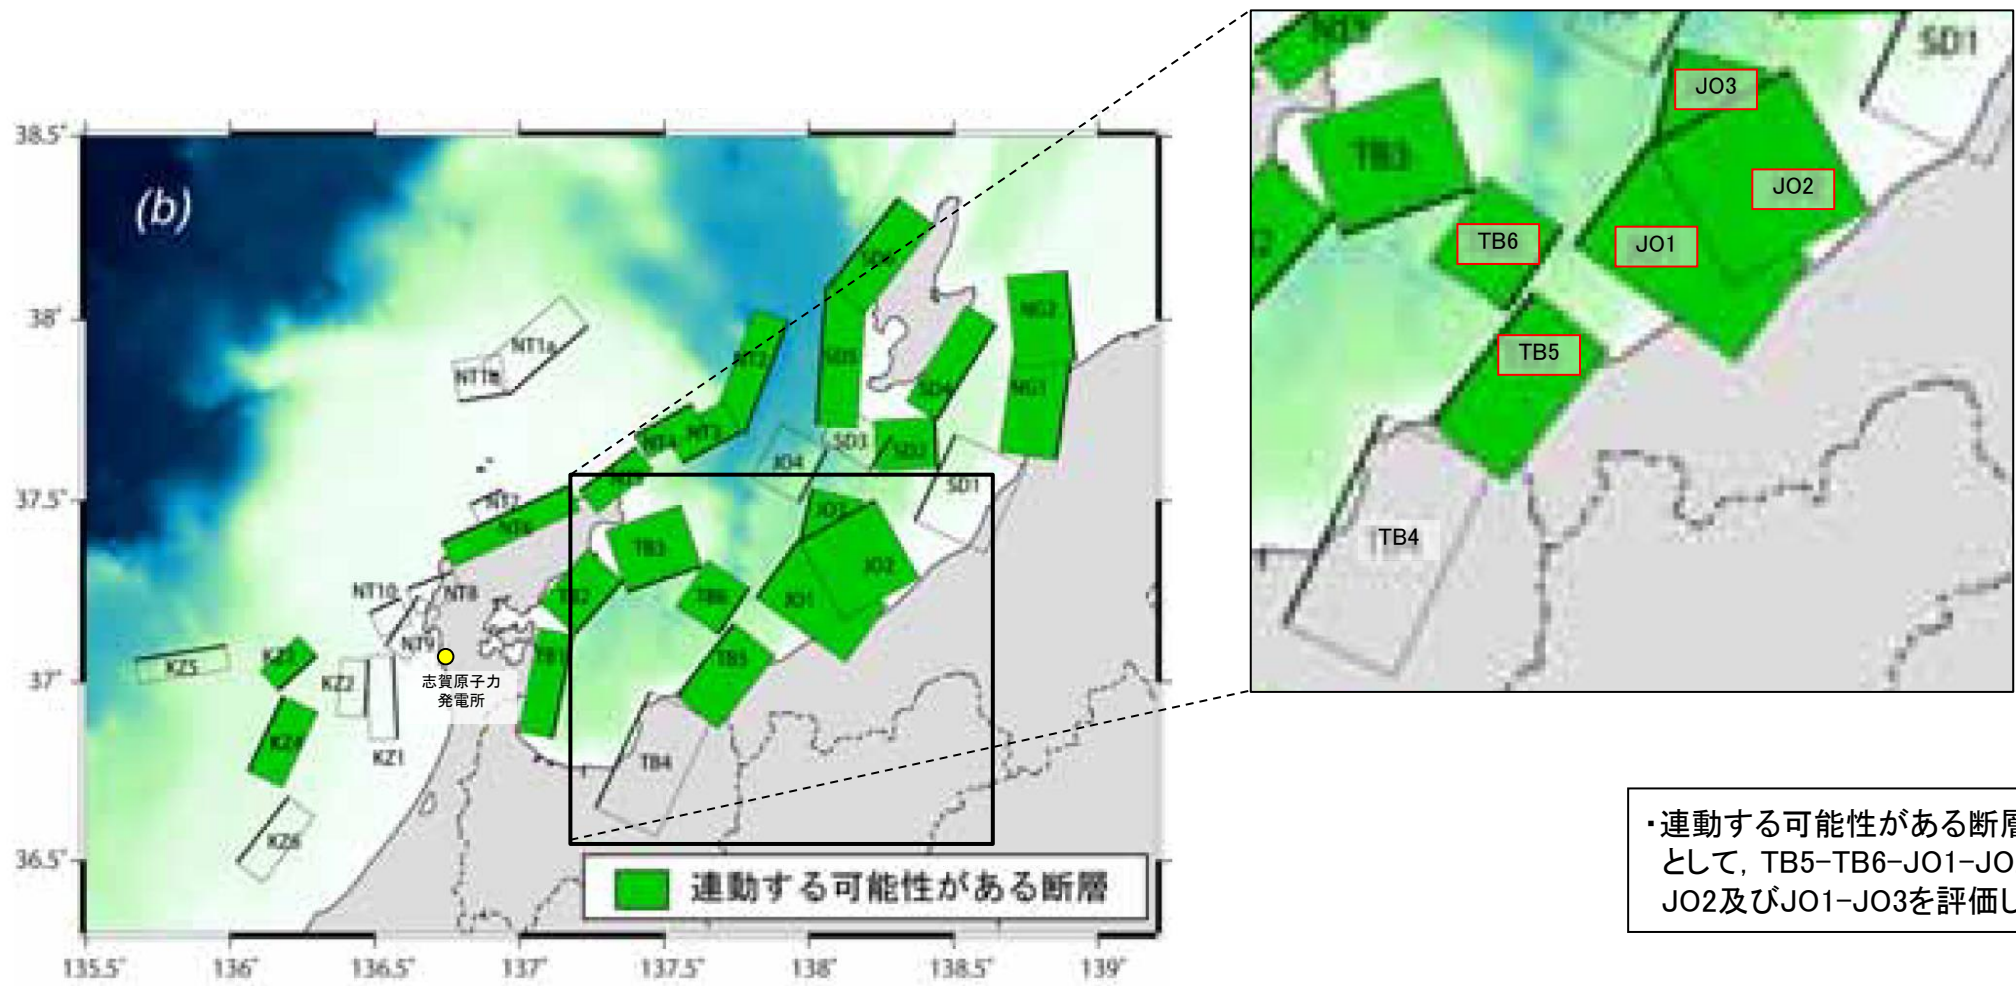 (b)
38.5°
38°
37.5°
37°
36.5°
135.5°
136°
136.5°
137°
137.5°
138°
138.5°
139°
NT1a
NT1B
NT2
NT3
NT4
NT7
NT6
NT10
NT8
NT9
SD5
SD4
SD3
SD2
SD1
NG2
NG1
JO4
JO3
JO2
JO1
TB3
TB2
TB6
TB1
TB5
TB4
KZ5
KZ3
KZ2
KZ4
KZ1
KZ6
志賀原子力
発電所
連動する可能性がある断層
SD1
JO3
TB3
JO2
TB6
JO1
TB5
TB4
・連動する可能性がある断層
として, TB5-TB6-JO1-JO
JO2及びJO1-JO3を評価し